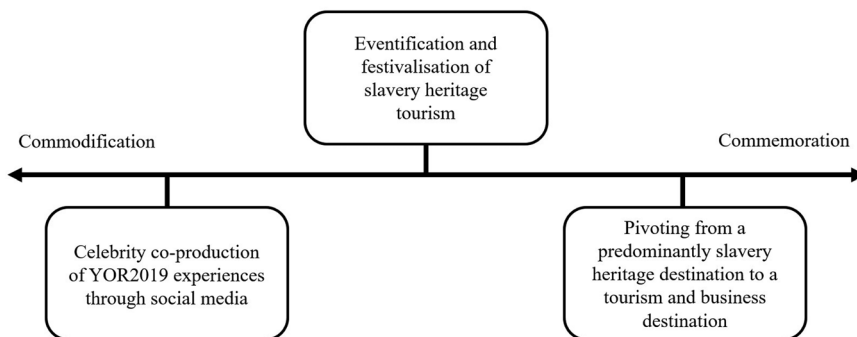 Eventification and
festivalisation of
slavery heritage
tourism
Commodification
Commemoration
Celebrity co-production
of YOR2019 experiences
through social media
Pivoting from a
predominantly slavery
heritage destination to a
tourism and business
destination